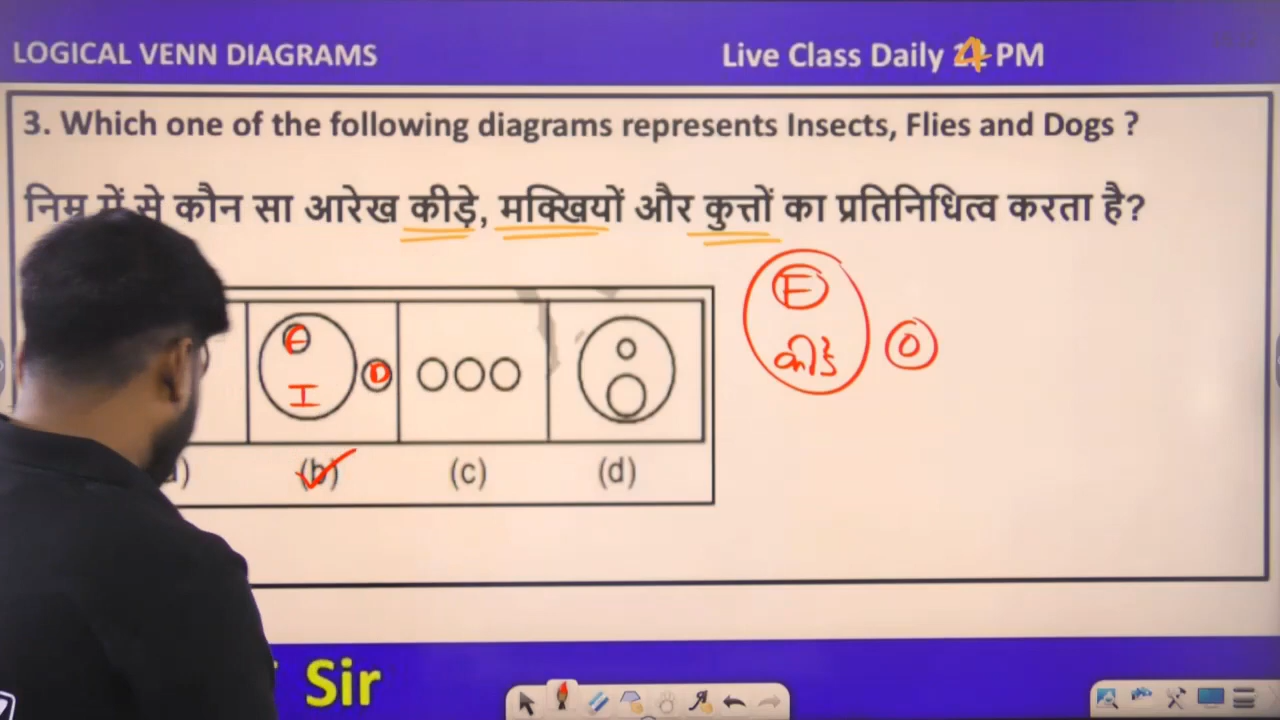 LOGICAL VENN DIAGRAMS
Live Class Daily 4 PM
3. Which one of the following diagrams represents Insects, Flies and Dogs ?
निम्न में से कौन सा आरेख कीड़े, मक्खियों और कुत्तों का प्रतिनिधित्व करता है?
F
कीड़े
D
F
I
D
(b) (c) (d)
Sir